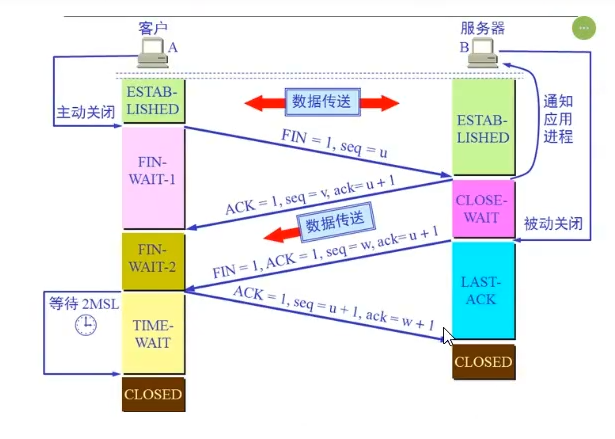 客户
A
服务器
B
主动关闭
ESTAB-
LISHED
数据传送
ESTAB-
LISHED
通知
应用
进程
FIN = 1, seq = u
FIN-
WAIT-1
ACK = 1, seq = v, ack= u + 1
CLOSE-
WAIT
数据传送
被动关闭
FIN-
WAIT-2
FIN = 1, ACK = 1, seq = w, ack= u + 1
LAST-
ACK
等待 2MSL
ACK = 1, seq = u + 1, ack = w + 1
TIME-
WAIT
CLOSED
CLOSED